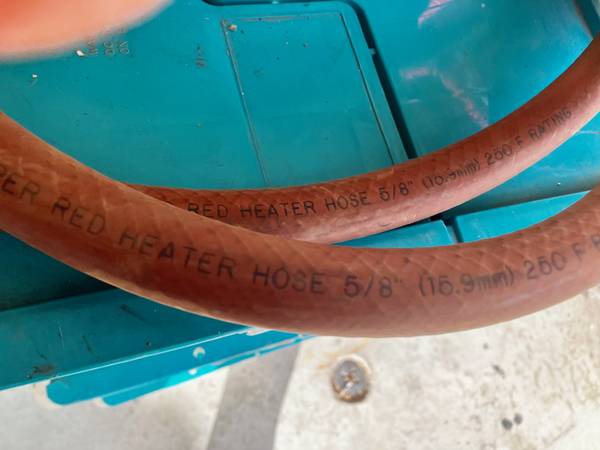 RED HEATER HOSE 5/8" (15.9mm) 250 F RATING
PER RED HEATER HOSE 5/8" (15.9mm) 250 F R